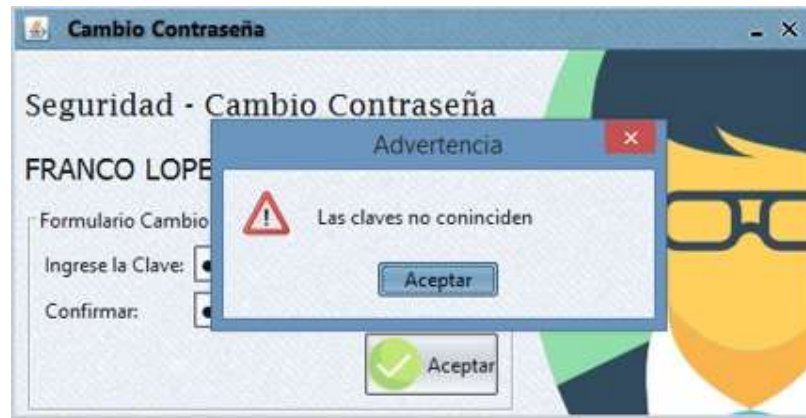 Cambio Contraseña
Seguridad - Cambio Contraseña
Advertencia
FRANCO LOPE
Las claves no coninciden
Formulario Cambio
Ingrese la Clave:
Aceptar
Confirmar:
Aceptar